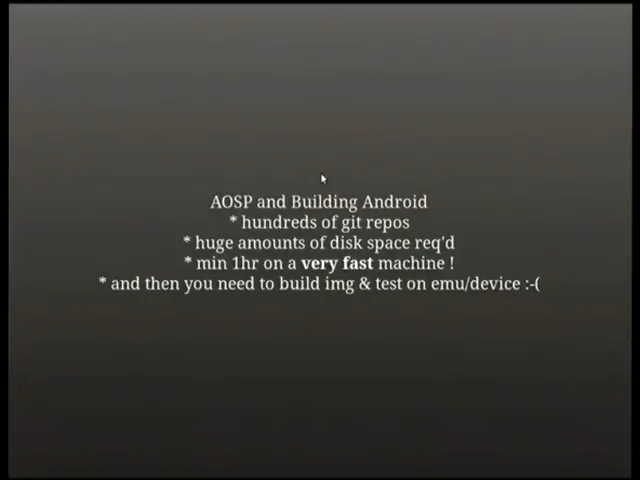 AOSP and Building Android
* hundreds of git repos
* huge amounts of disk space req'd
* min 1hr on a very fast machine !
* and then you need to build img & test on emu/device :-(